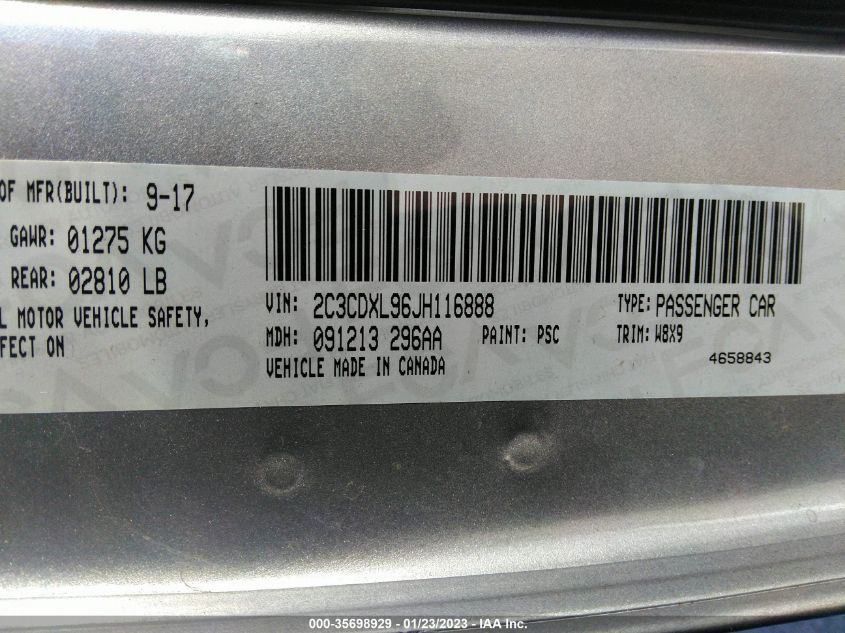 OF MFR(BUILT): 9-17
GAWR: 01275 KG
REAR: 02810 LB
L MOTOR VEHICLE SAFETY,
FECT ON
VIN: 2C3CDXL96JH116888 TYPE: PASSENGER CAR
MDH: 091213 296AA PAINT: PSC TRIM: W8X9
VEHICLE MADE IN CANADA 4658843
000-35698929 - 01/23/2023 - IAA Inc.